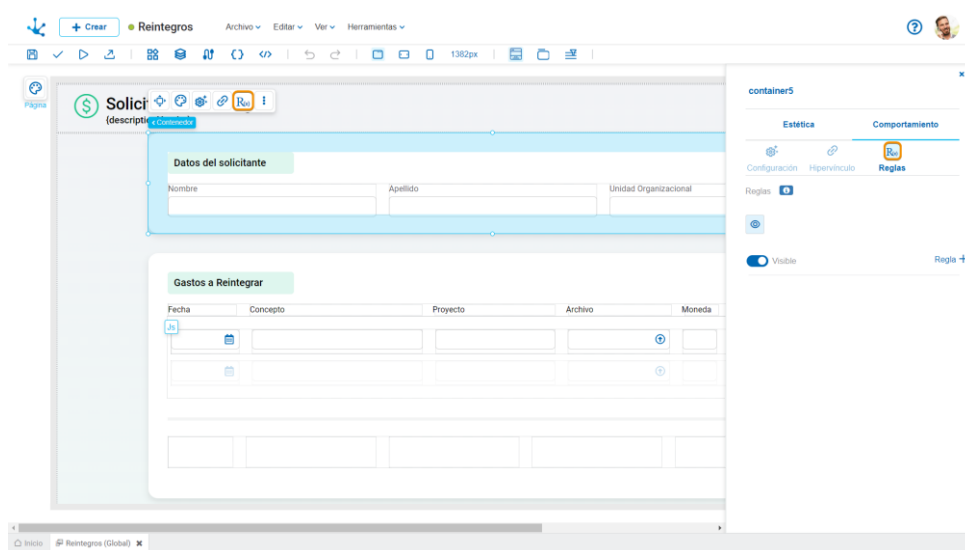 + Crear
Reintegros
Archivo
Editar
Ver
Herramientas
1382px
Página
Solici
(descripti
< Contenedor
Datos del solicitante
Nombre
Apellido
Unidad Organizacional
Gastos a Reintegrar
Fecha
Concepto
Proyecto
Archivo
Moneda
Js
container5
Estética
Comportamiento
Configuración
Hipervínculo
Reglas
Reglas
Visible
Regla +
Inicio
Reintegros (Global)